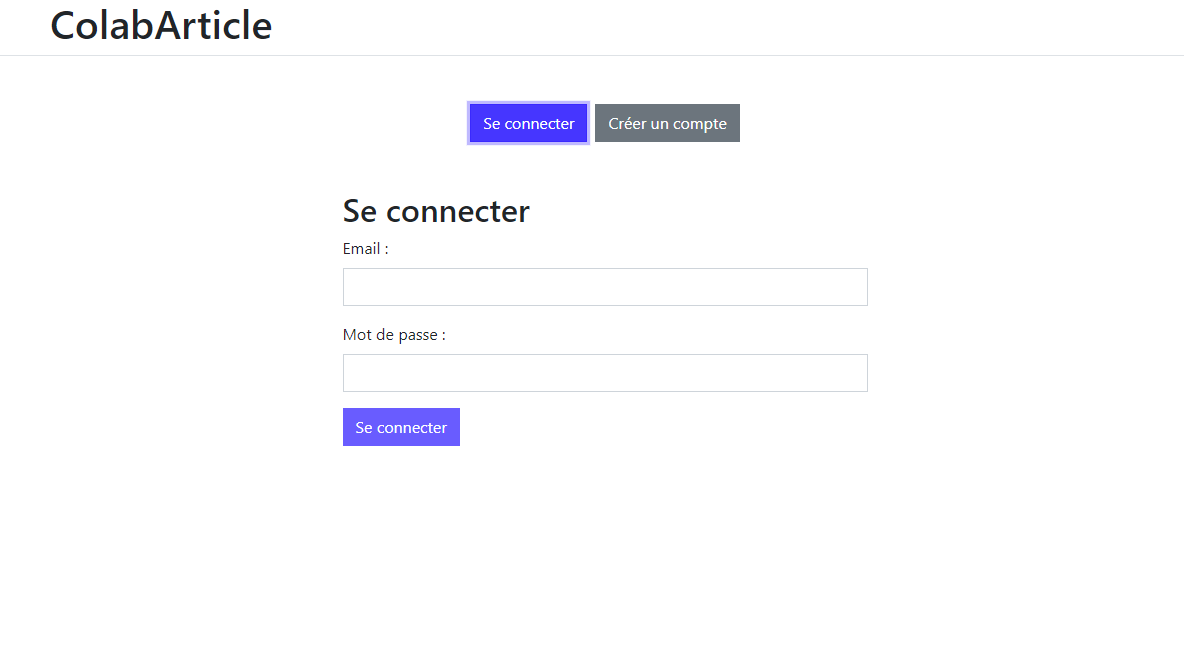 ColabArticle
Se connecter Créer un compte
Se connecter
Email :
Mot de passe :
Se connecter